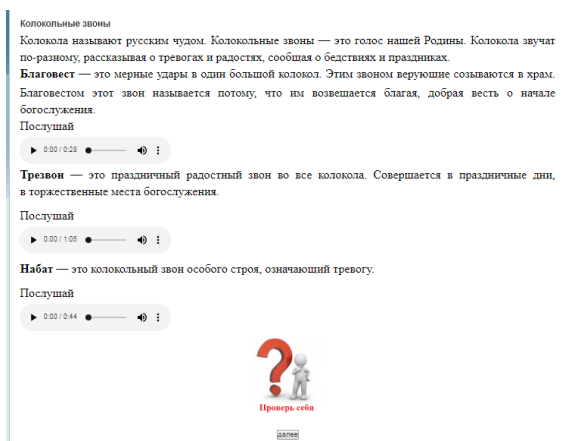 Колокольные звоны
Колокола называют русским чудом. Колокольные звоны — это голос нашей Родины. Колокола звучат
по-разному, рассказывая о тревогах и радостях, сообщая о бедствиях и праздниках.
Благовест — это мерные удары в один большой колокол. Этим звоном верующие созываются в храм.
Благовестом этот звон называется потому, что им возвещается благая, добрая весть о начале
богослужения.
Послушай
0:00 / 0:28
Трезвон — это праздничный радостный звон во все колокола. Совершается в праздничные дни,
в торжественные места богослужения.
Послушай
0:00 / 1:05
Набат — это колокольный звон особого строя, означающий тревогу.
Послушай
0:00 / 0:44
Проверь себя
далее